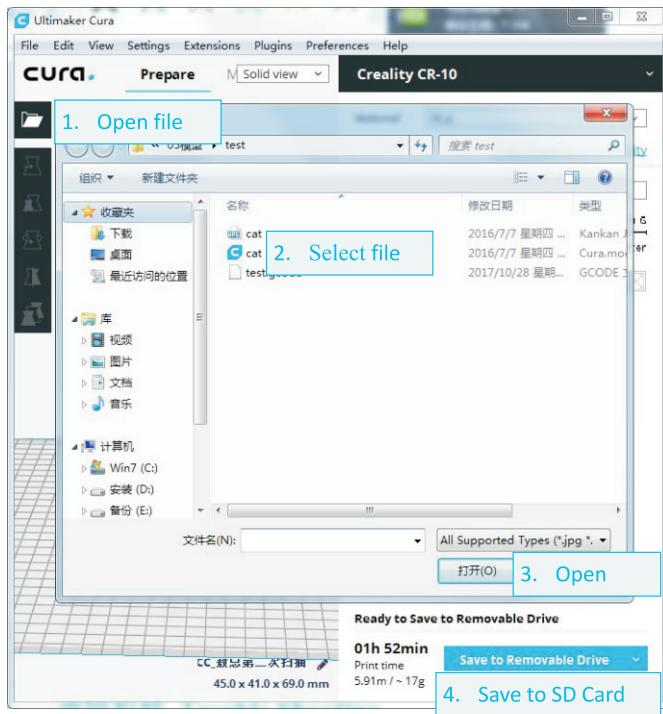 Ultimaker Cura
File Edit View Settings Extensions Plugins Preferences Help
cura. Prepare M Solid view Creality CR-10
1. Open file
« 03模型 test 搜索 test
ity
组织 新建文件夹
收藏夹 名称 修改日期 类型
下载 cat 2016/7/7 星期四 ... Kankan J
桌面 cat 2. Select file 2016/7/7 星期四 ... Cura.mo
最近访问的位置 test.gcode 2017/10/28 星期... GCODE
库
视频
图片
文档
音乐
计算机
Win7 (C:)
安装 (D:)
备份 (E:)
文件名(N): All Supported Types (*.jpg *.
打开(O) 3. Open
Ready to Save to Removable Drive
01h 52min
Print time Save to Removable Drive
45.0 x 41.0 x 69.0 mm 5.91m / ~ 17g
4. Save to SD Card